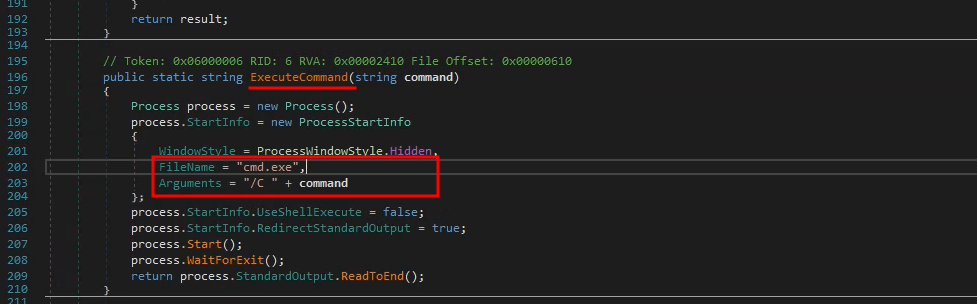 191 }
192 return result;
193 }
194
195 // Token: 0x06000006 RID: 6 RVA: 0x00002410 File Offset: 0x00000610
196 public static string ExecuteCommand(string command)
197 {
198 Process process = new Process();
199 process.StartInfo = new ProcessStartInfo
200 {
201 WindowStyle = ProcessWindowStyle.Hidden,
202 FileName = "cmd.exe",
203 Arguments = "/C " + command
204 };
205 process.StartInfo.UseShellExecute = false;
206 process.StartInfo.RedirectStandardOutput = true;
207 process.Start();
208 process.WaitForExit();
209 return process.StandardOutput.ReadToEnd();
210 }
211